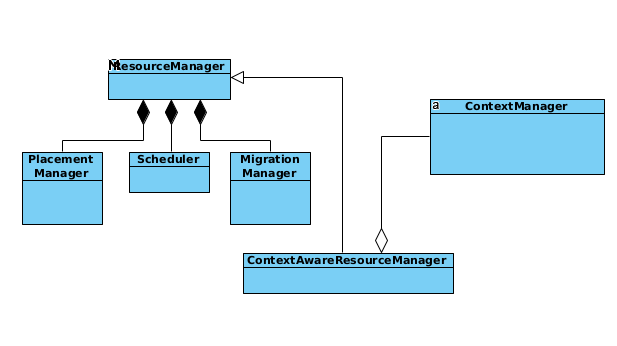 ResourceManager
a
ContextManager
Placement
Manager
Scheduler
Migration
Manager
ContextAwareResourceManager